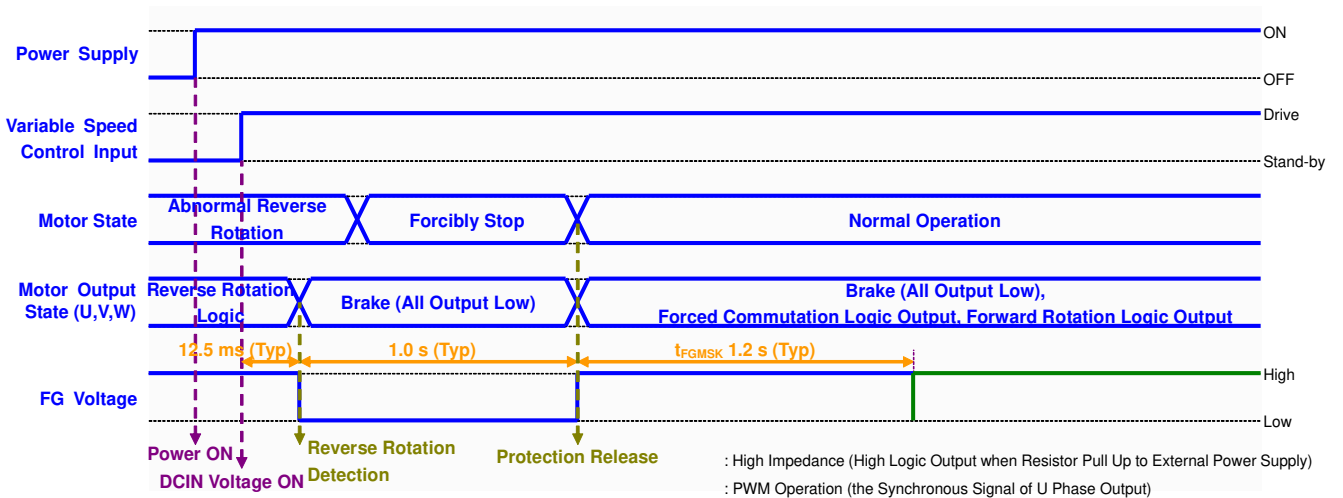 Power Supply
ON
OFF
Variable Speed
Control Input
Drive
Stand-by
Motor State
Abnormal Reverse
Rotation
Forcibly Stop
Normal Operation
Motor Output
State (U,V,W)
Reverse Rotation
Logic
Brake (All Output Low)
Brake (All Output Low),
Forced Commutation Logic Output, Forward Rotation Logic Output
12.5 ms (Typ)
1.0 s (Typ)
tFGMSK 1.2 s (Typ)
FG Voltage
High
Low
Power ON
DCIN Voltage ON
Reverse Rotation
Detection
Protection Release
: High Impedance (High Logic Output when Resistor Pull Up to External Power Supply)
: PWM Operation (the Synchronous Signal of U Phase Output)